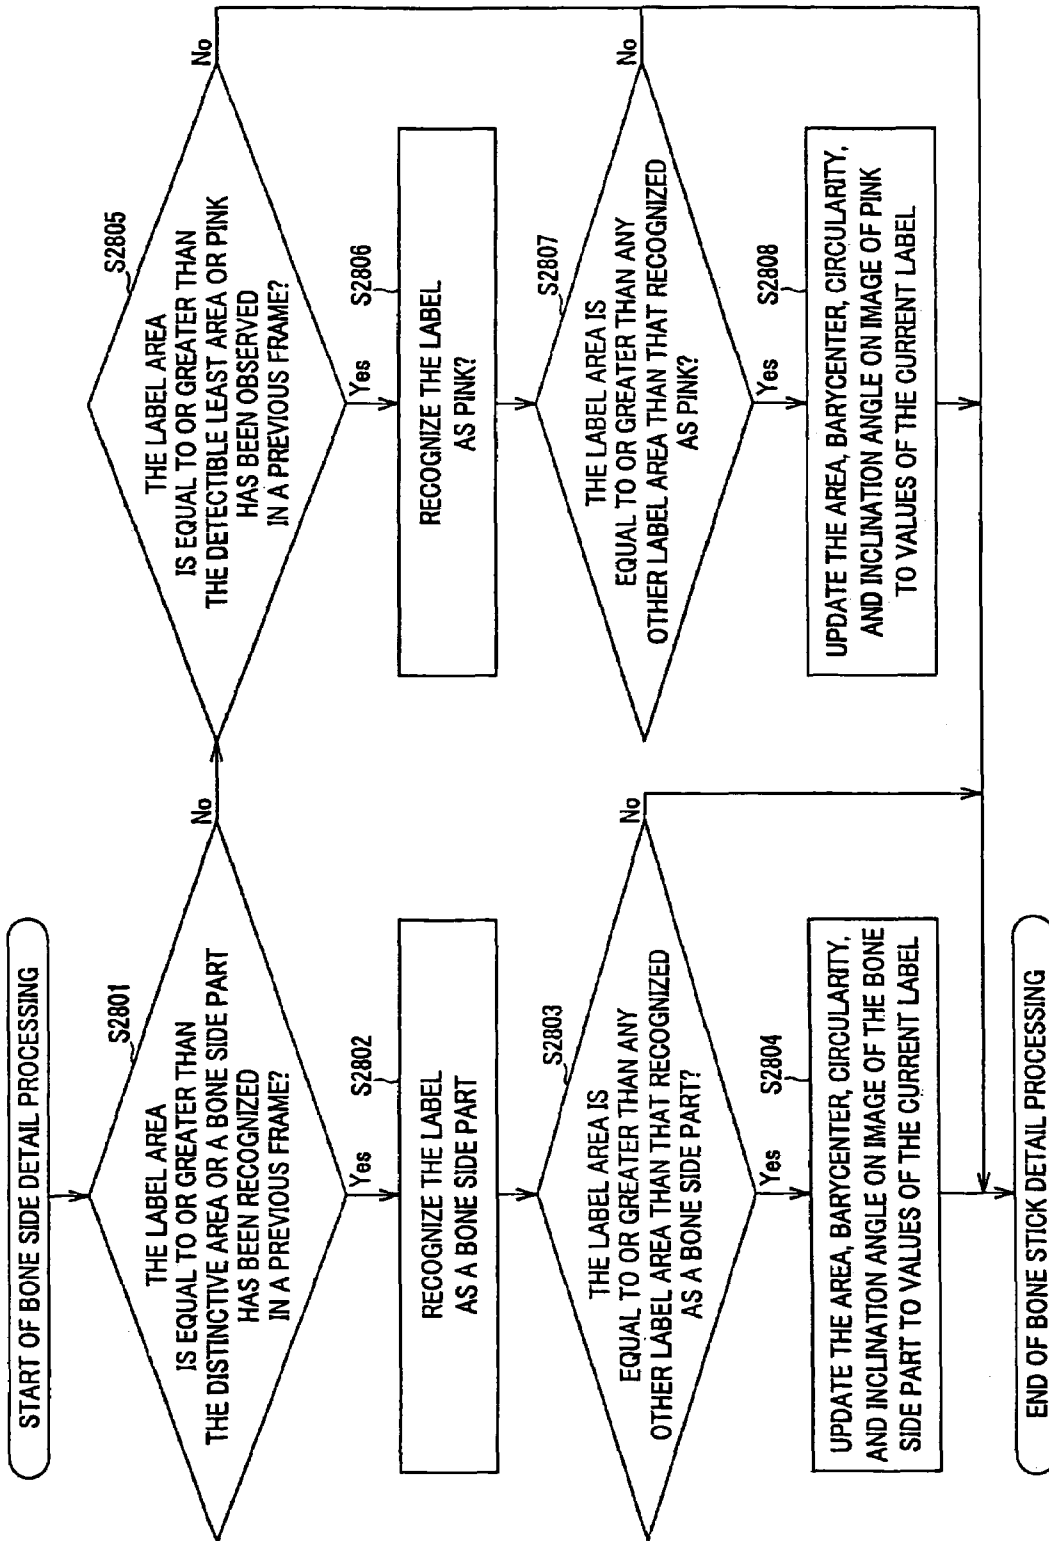 START OF BONE SIDE DETAIL PROCESSING
S2801
THE LABEL AREA
IS EQUAL TO OR GREATER THAN
THE DISTINCTIVE AREA OR A BONE SIDE PART
HAS BEEN RECOGNIZED
IN A PREVIOUS FRAME?
No
Yes
S2802
RECOGNIZE THE LABEL
AS A BONE SIDE PART
S2803
THE LABEL AREA IS
EQUAL TO OR GREATER THAN ANY
OTHER LABEL AREA THAN THAT RECOGNIZED
AS A BONE SIDE PART?
No
Yes
S2804
UPDATE THE AREA, BARYCENTER, CIRCULARITY,
AND INCLINATION ANGLE ON IMAGE OF THE BONE
SIDE PART TO VALUES OF THE CURRENT LABEL
S2805
THE LABEL AREA
IS EQUAL TO OR GREATER THAN
THE DETECTIBLE LEAST AREA OR PINK
HAS BEEN OBSERVED
IN A PREVIOUS FRAME?
No
Yes
S2806
RECOGNIZE THE LABEL
AS PINK?
S2807
THE LABEL AREA IS
EQUAL TO OR GREATER THAN ANY
OTHER LABEL AREA THAN THAT RECOGNIZED
AS PINK?
No
Yes
S2808
UPDATE THE AREA, BARYCENTER, CIRCULARITY,
AND INCLINATION ANGLE ON IMAGE OF PINK
TO VALUES OF THE CURRENT LABEL
END OF BONE STICK DETAIL PROCESSING